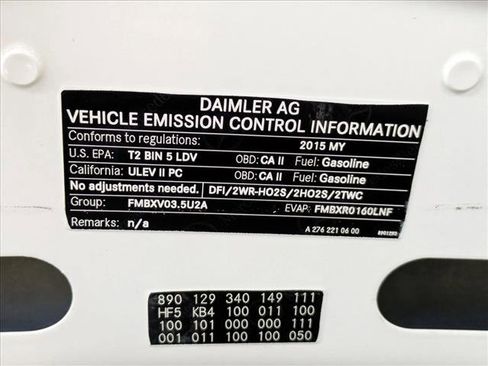 DAIMLER AG
VEHICLE EMISSION CONTROL INFORMATION
Conforms to regulations: 2015 MY
U.S. EPA: T2 BIN 5 LDV OBD: CA II Fuel: Gasoline
California: ULEV II PC OBD: CA II Fuel: Gasoline
No adjustments needed. DFI/2WR-HO2S/2HO2S/2TWC
Group: FMBXV03.5U2A EVAP: FMBXR0160LNF
Remarks: n/a A 276 221 06 00
890 129 340 149 111
HF5 KB4 100 011 100
100 101 000 000 111
001 011 100 100 050